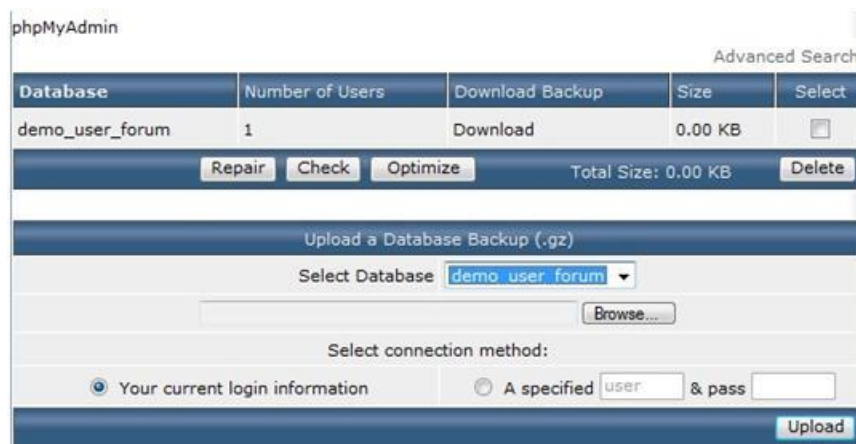 phpMyAdmin
Advanced Search
Database Number of Users Download Backup Size Select
demo_user_forum 1 Download 0.00 KB
Repair Check Optimize Total Size: 0.00 KB Delete
Upload a Database Backup (.gz)
Select Database demo_user_forum
Browse...
Select connection method:
Your current login information A specified user & pass
Upload